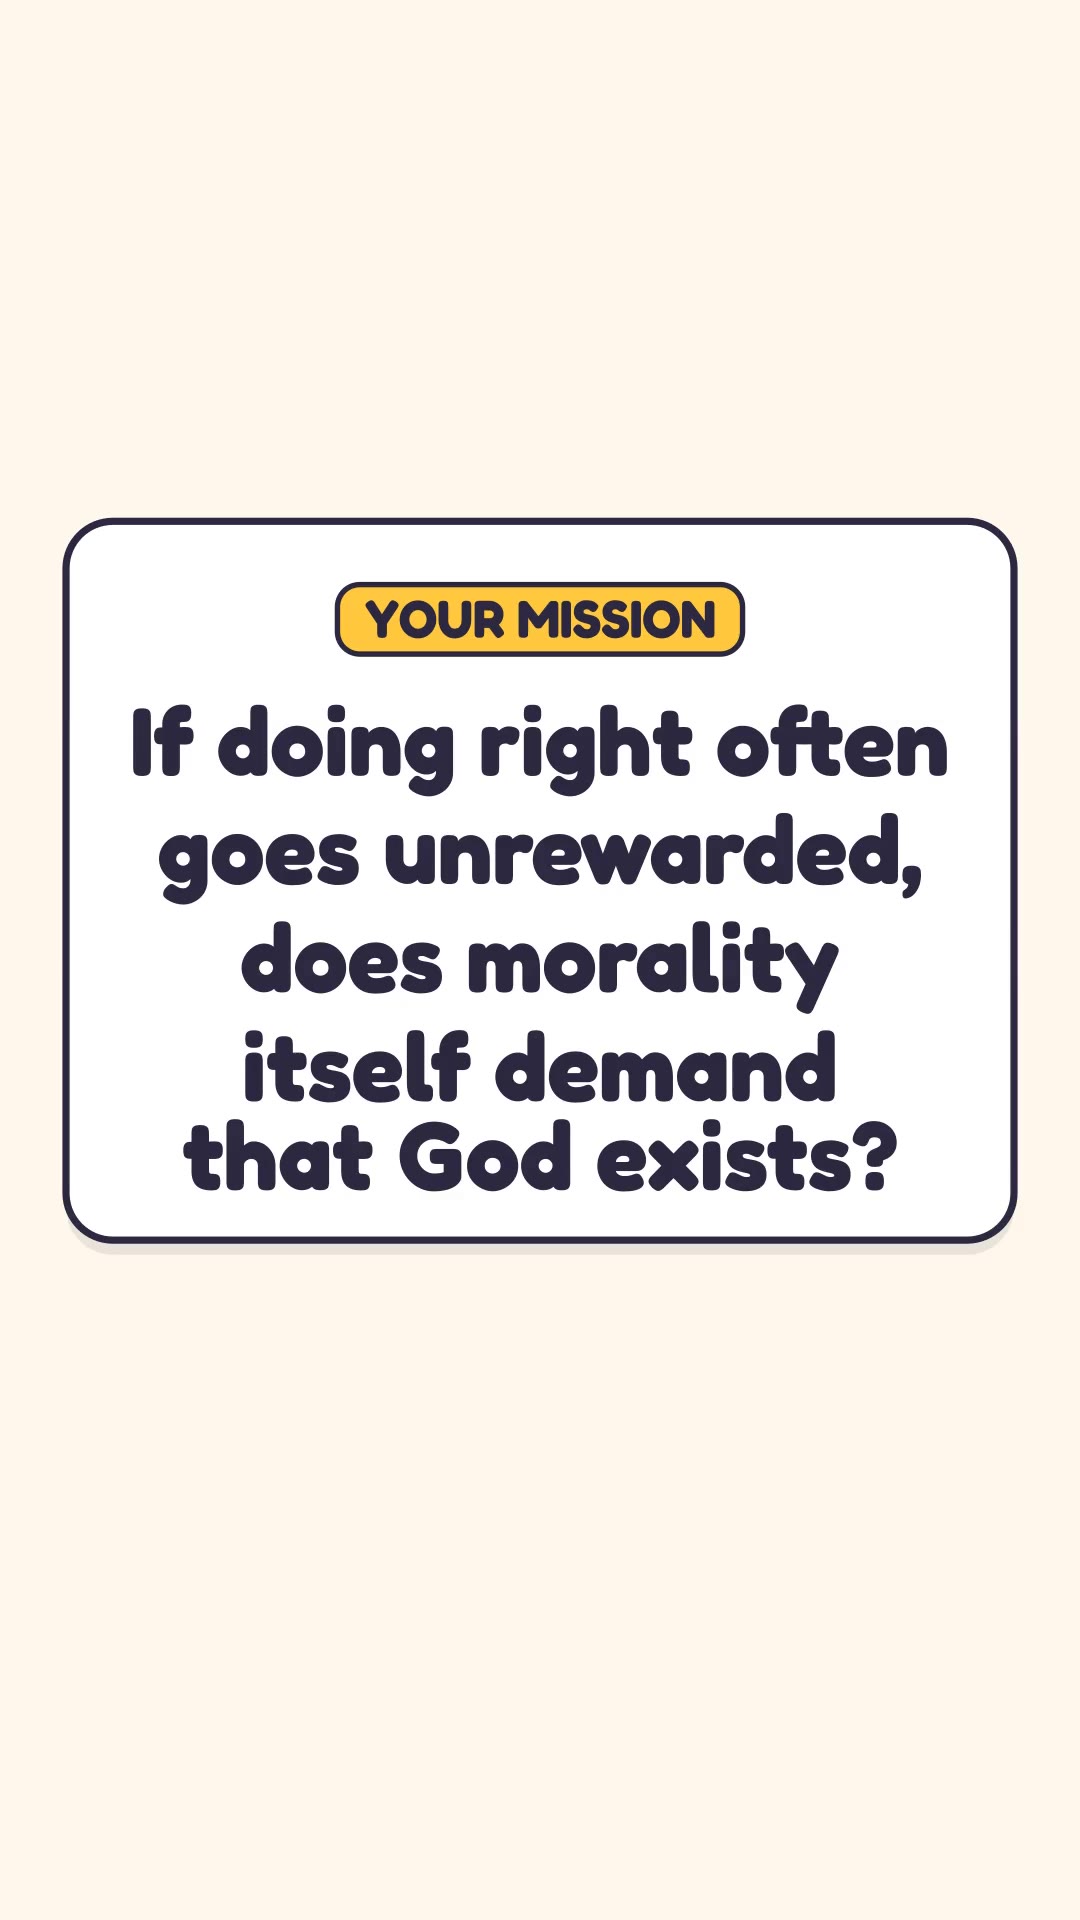 YOUR MISSION
If doing right often
goes unrewarded,
does morality
itself demand
that God exists?